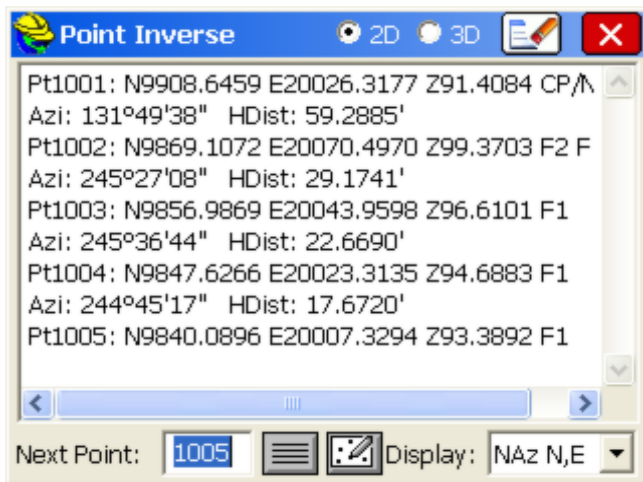 Point Inverse 2D 3D
Pt1001: N9908.6459 E20026.3177 Z91.4084 CP/
Azi: 131°49'38" HDist: 59.2885'
Pt1002: N9869.1072 E20070.4970 Z99.3703 F2 F
Azi: 245°27'08" HDist: 29.1741'
Pt1003: N9856.9869 E20043.9598 Z96.6101 F1
Azi: 245°36'44" HDist: 22.6690'
Pt1004: N9847.6266 E20023.3135 Z94.6883 F1
Azi: 244°45'17" HDist: 17.6720'
Pt1005: N9840.0896 E20007.3294 Z93.3892 F1
Next Point: 1005 Display: NAz N,E